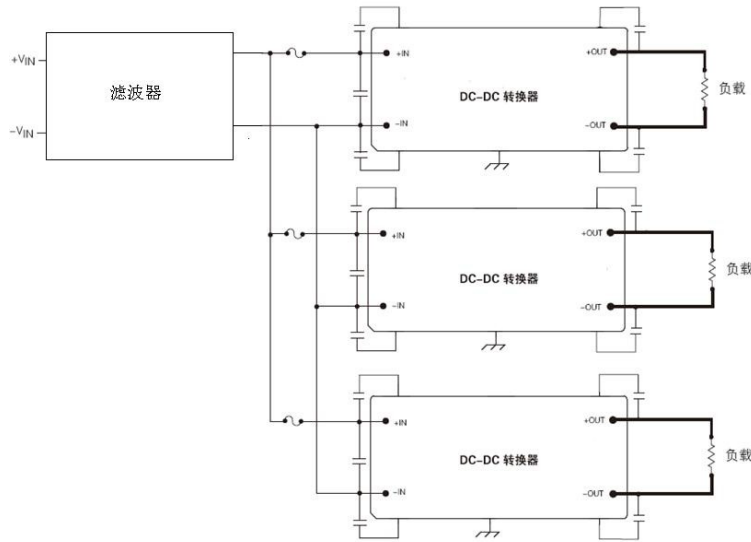 +VIN
滤波器
-VIN
+IN
+OUT
DC-DC 转换器
负载
-IN
-OUT
+IN
+OUT
DC-DC 转换器
负载
-IN
-OUT
+IN
+OUT
DC-DC 转换器
负载
-IN
-OUT